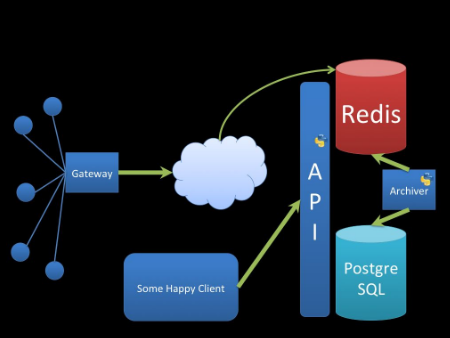 Redis
Gateway
A
P
I
Archiver
Some Happy Client
Postgre
SQL